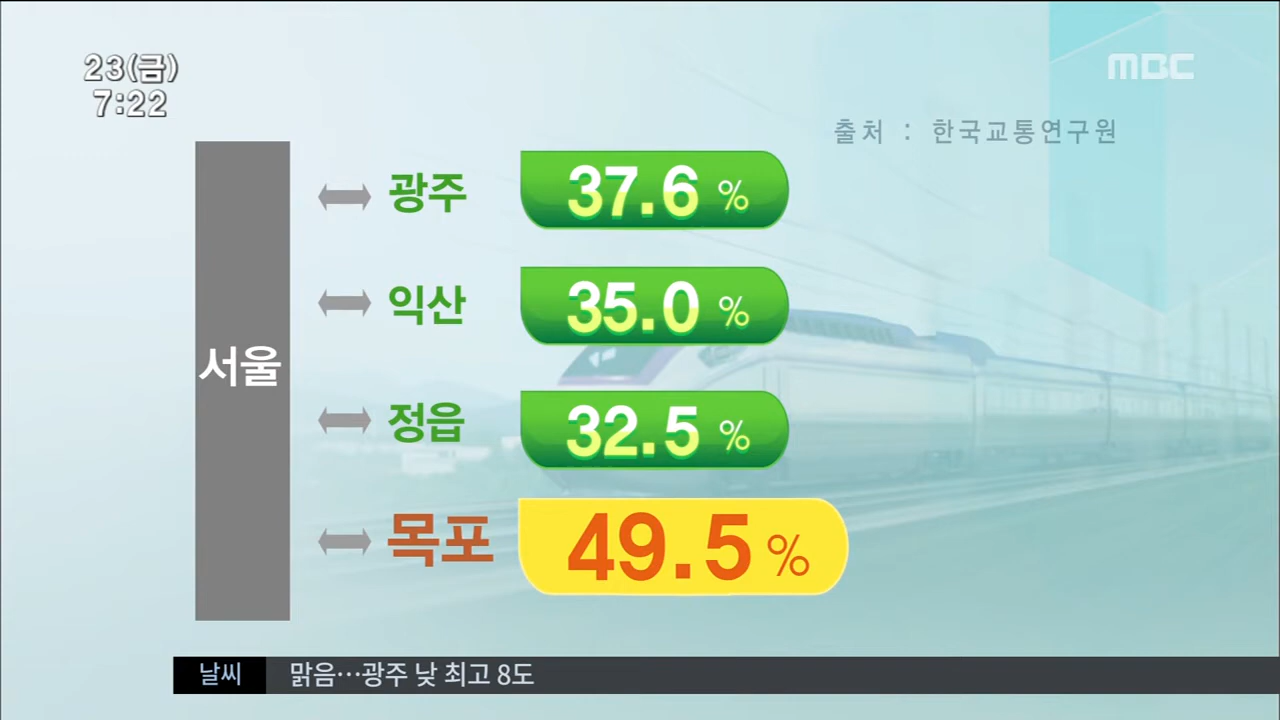 23(금)
7:22
MBC
출처 : 한국교통연구원
서울
광주 37.6 %
익산 35.0 %
정읍 32.5 %
목포 49.5 %
날씨 맑음…광주 낮 최고 8도